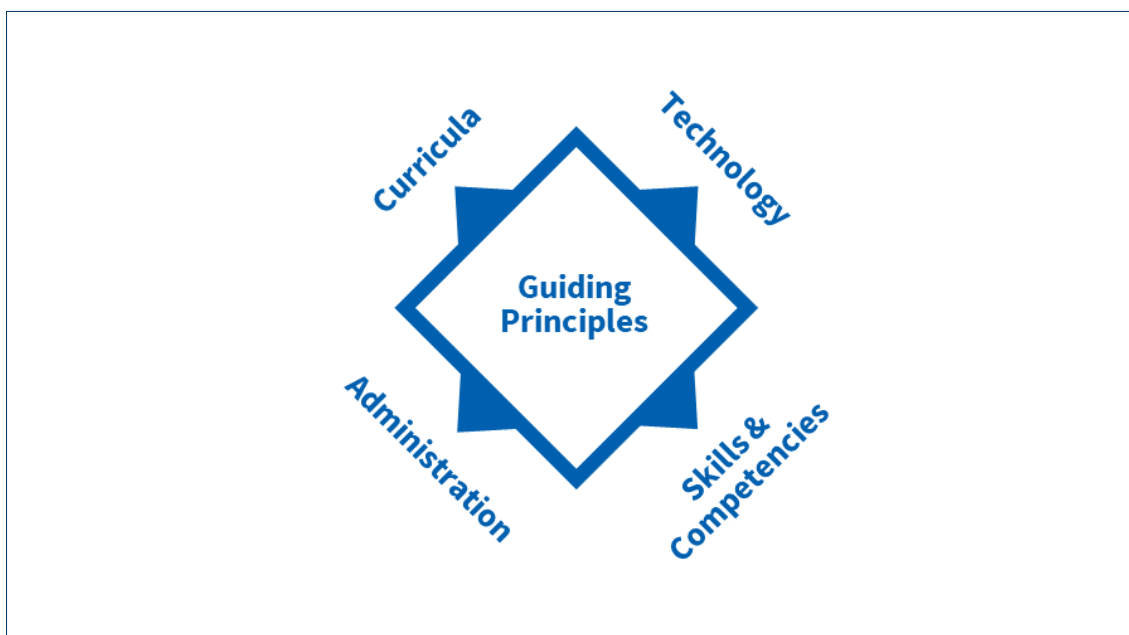 Curricula
Technology
Guiding
Principles
Administration
Skills &
Competencies